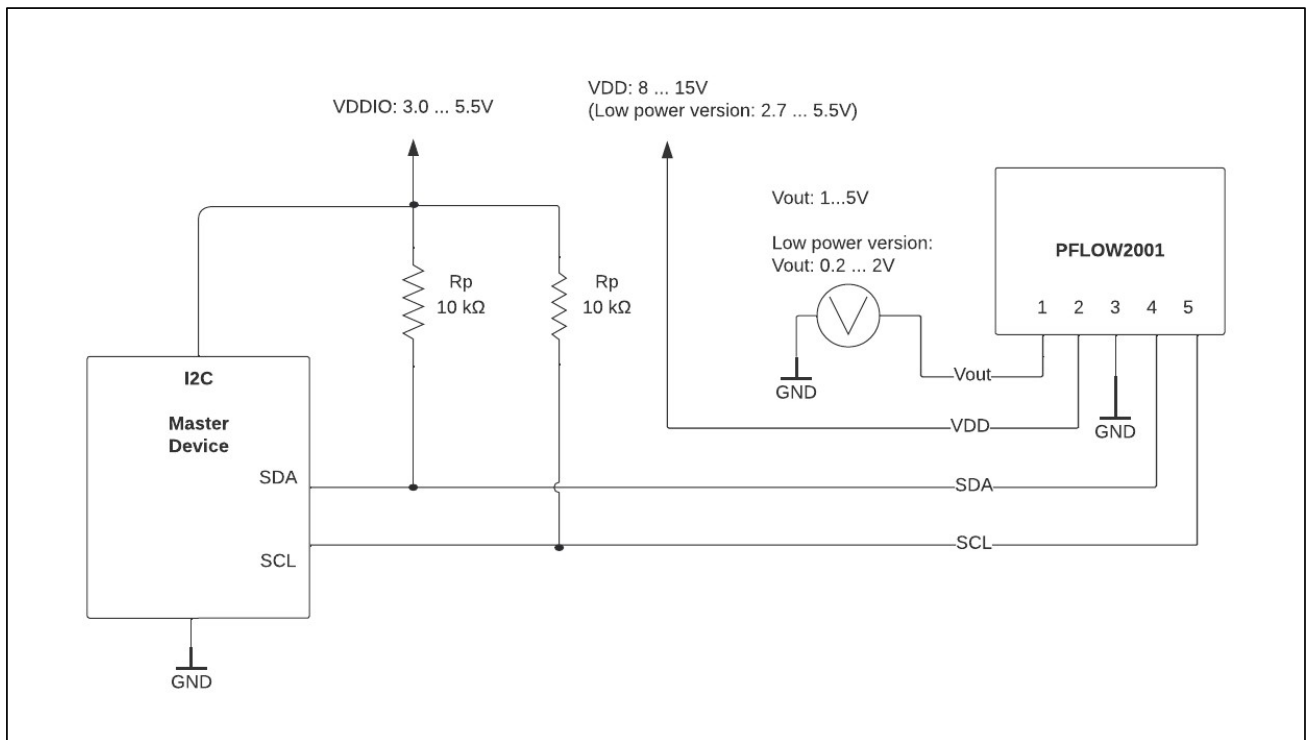 VDDIO: 3.0 ... 5.5V
VDD: 8 ... 15V
(Low power version: 2.7 ... 5.5V)
Vout: 1...5V
Low power version:
Vout: 0.2 ... 2V
PFLOW2001
1 2 3 4 5
Rp
10 kΩ
Rp
10 kΩ
V
GND
Vout
VDD
GND
I2C
Master
Device
SDA
SDA
SCL
SCL
GND